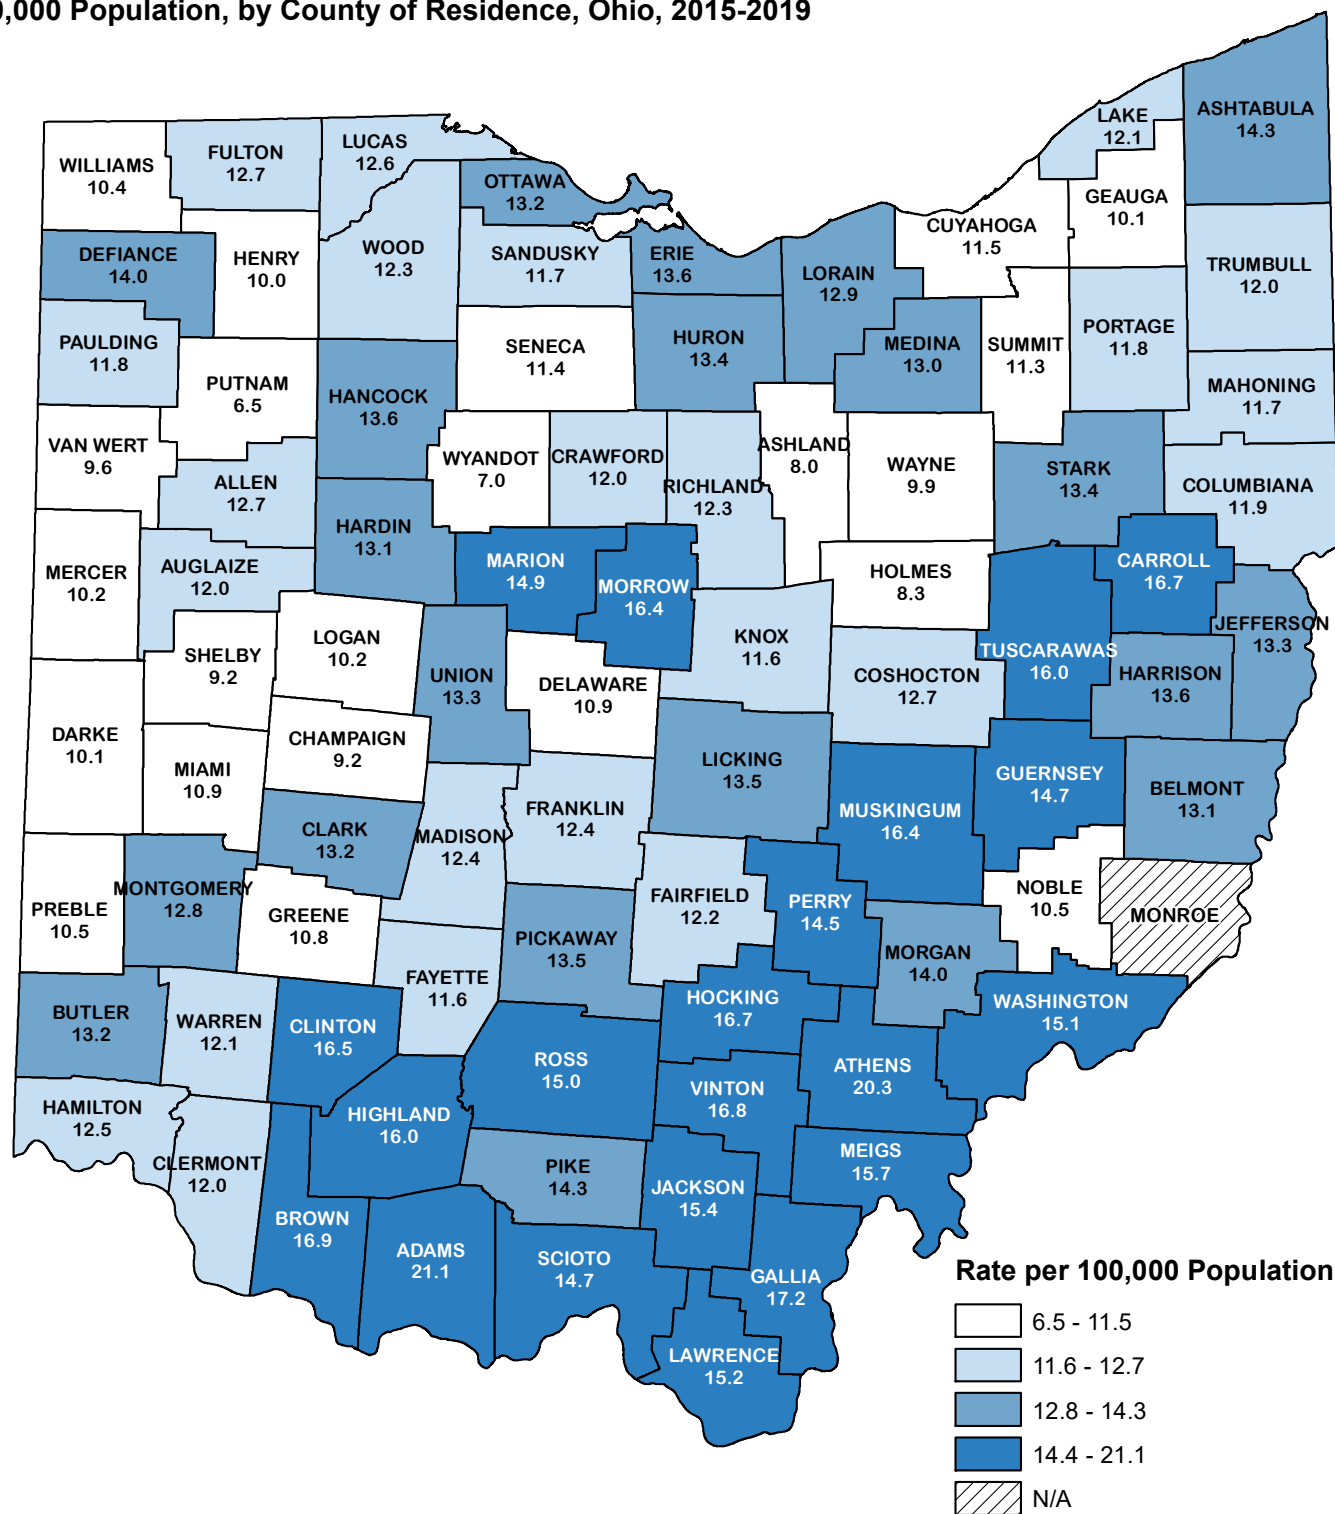 0,000 Population, by County of Residence, Ohio, 2015-2019
WILLIAMS
10.4
FULTON
12.7
LUCAS
12.6
OTTAWA
13.2
LAKE
12.1
ASHTABULA
14.3
GEAUGA
10.1
CUYAHOGA
11.5
DEFIANCE
14.0
HENRY
10.0
WOOD
12.3
SANDUSKY
11.7
ERIE
13.6
LORAIN
12.9
TRUMBULL
12.0
PAULDING
11.8
PUTNAM
6.5
HANCOCK
13.6
SENECA
11.4
HURON
13.4
MEDINA
13.0
SUMMIT
11.3
PORTAGE
11.8
MAHONING
11.7
VAN WERT
9.6
ALLEN
12.7
WYANDOT
7.0
CRAWFORD
12.0
RICHLAND
12.3
ASHLAND
8.0
WAYNE
9.9
STARK
13.4
COLUMBIANA
11.9
MERCER
10.2
AUGLAIZE
12.0
HARDIN
13.1
MARION
14.9
MORROW
16.4
HOLMES
8.3
CARROLL
16.7
JEFFERSON
13.3
SHELBY
9.2
LOGAN
10.2
UNION
13.3
DELAWARE
10.9
KNOX
11.6
COSHOCTON
12.7
TUSCARAWAS
16.0
HARRISON
13.6
DARKE
10.1
MIAMI
10.9
CHAMPAIGN
9.2
LICKING
13.5
MUSKINGUM
16.4
GUERNSEY
14.7
BELMONT
13.1
CLARK
13.2
MADISON
12.4
FRANKLIN
12.4
PREBLE
10.5
MONTGOMERY
12.8
GREENE
10.8
FAIRFIELD
12.2
PERRY
14.5
NOBLE
10.5
MONROE
FAYETTE
11.6
PICKAWAY
13.5
MORGAN
14.0
BUTLER
13.2
WARREN
12.1
CLINTON
16.5
HOCKING
16.7
WASHINGTON
15.1
ROSS
15.0
VINTON
16.8
ATHENS
20.3
HAMILTON
12.5
CLERMONT
12.0
HIGHLAND
16.0
PIKE
14.3
JACKSON
15.4
MEIGS
15.7
BROWN
16.9
ADAMS
21.1
SCIOTO
14.7
GALLIA
17.2
LAWRENCE
15.2
Rate per 100,000 Population
6.5 - 11.5
11.6 - 12.7
12.8 - 14.3
14.4 - 21.1
N/A